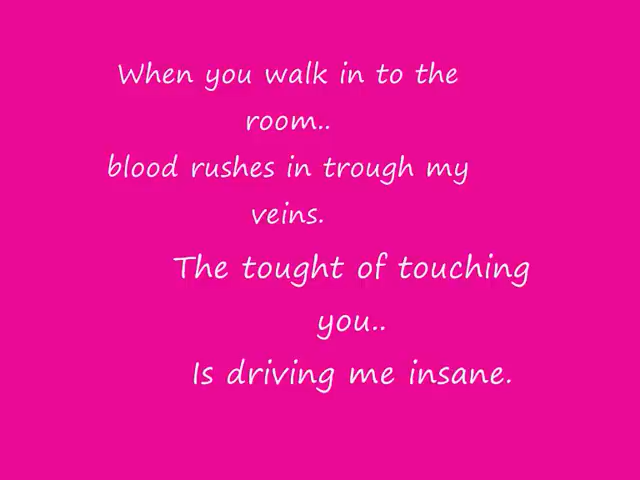 When you walk in to the
room..
blood rushes in trough my
veins.
The tought of touching
you..
Is driving me insane.